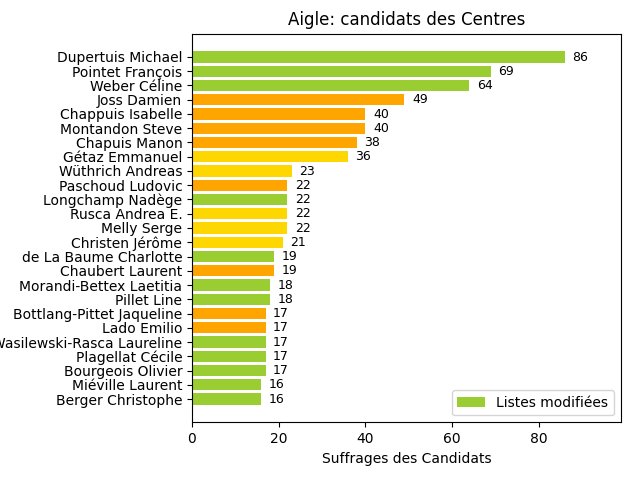 Aigle: candidats des Centres
Dupertuis Michael 86
Pointet François 69
Weber Céline 64
Joss Damien 49
Chappuis Isabelle 40
Montandon Steve 40
Chapuis Manon 38
Gétaz Emmanuel 36
Wüthrich Andreas 23
Paschoud Ludovic 22
Longchamp Nadège 22
Rusca Andrea E. 22
Melly Serge 22
Christen Jérôme 21
de La Baume Charlotte 19
Chaubert Laurent 19
Morandi-Bettex Laetitia 18
Pillet Line 18
Bottlang-Pittet Jaqueline 17
Lado Emilio 17
Wasilewski-Rasca Laureline 17
Plagellat Cécile 17
Bourgeois Olivier 17
Miéville Laurent 16
Berger Christophe 16
Listes modifiées
0 20 40 60 80
Suffrages des Candidats